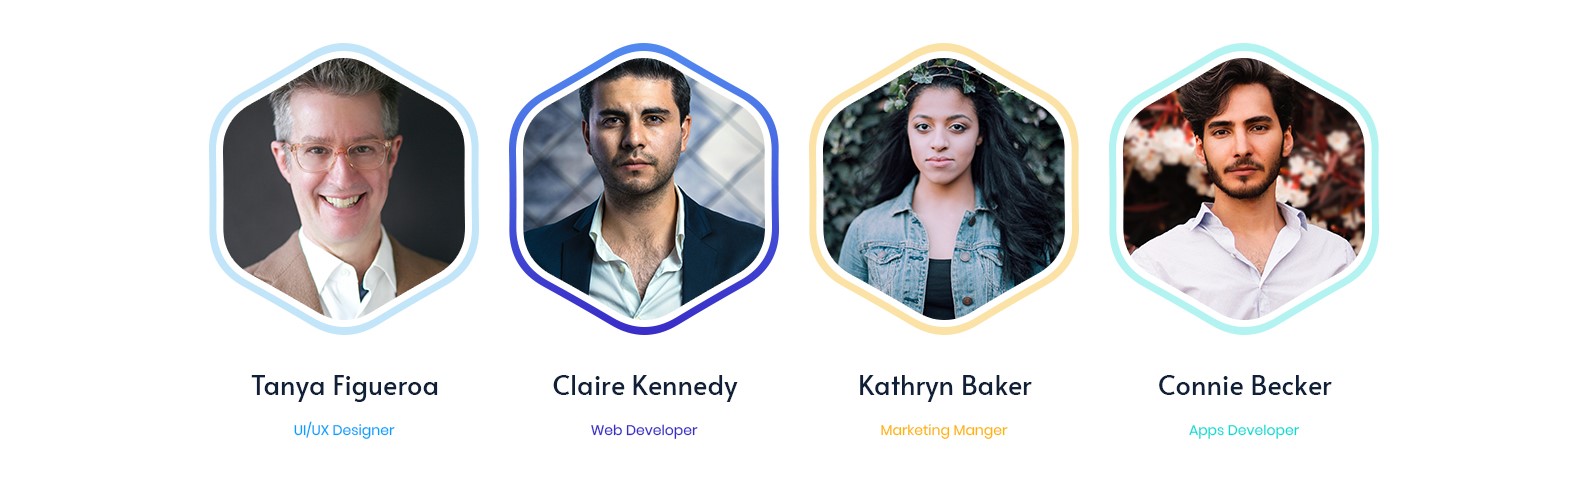 Tanya Figueroa
Claire Kennedy
Kathryn Baker
Connie Becker
UI/UX Designer
Web Developer
Marketing Manger
Apps Developer